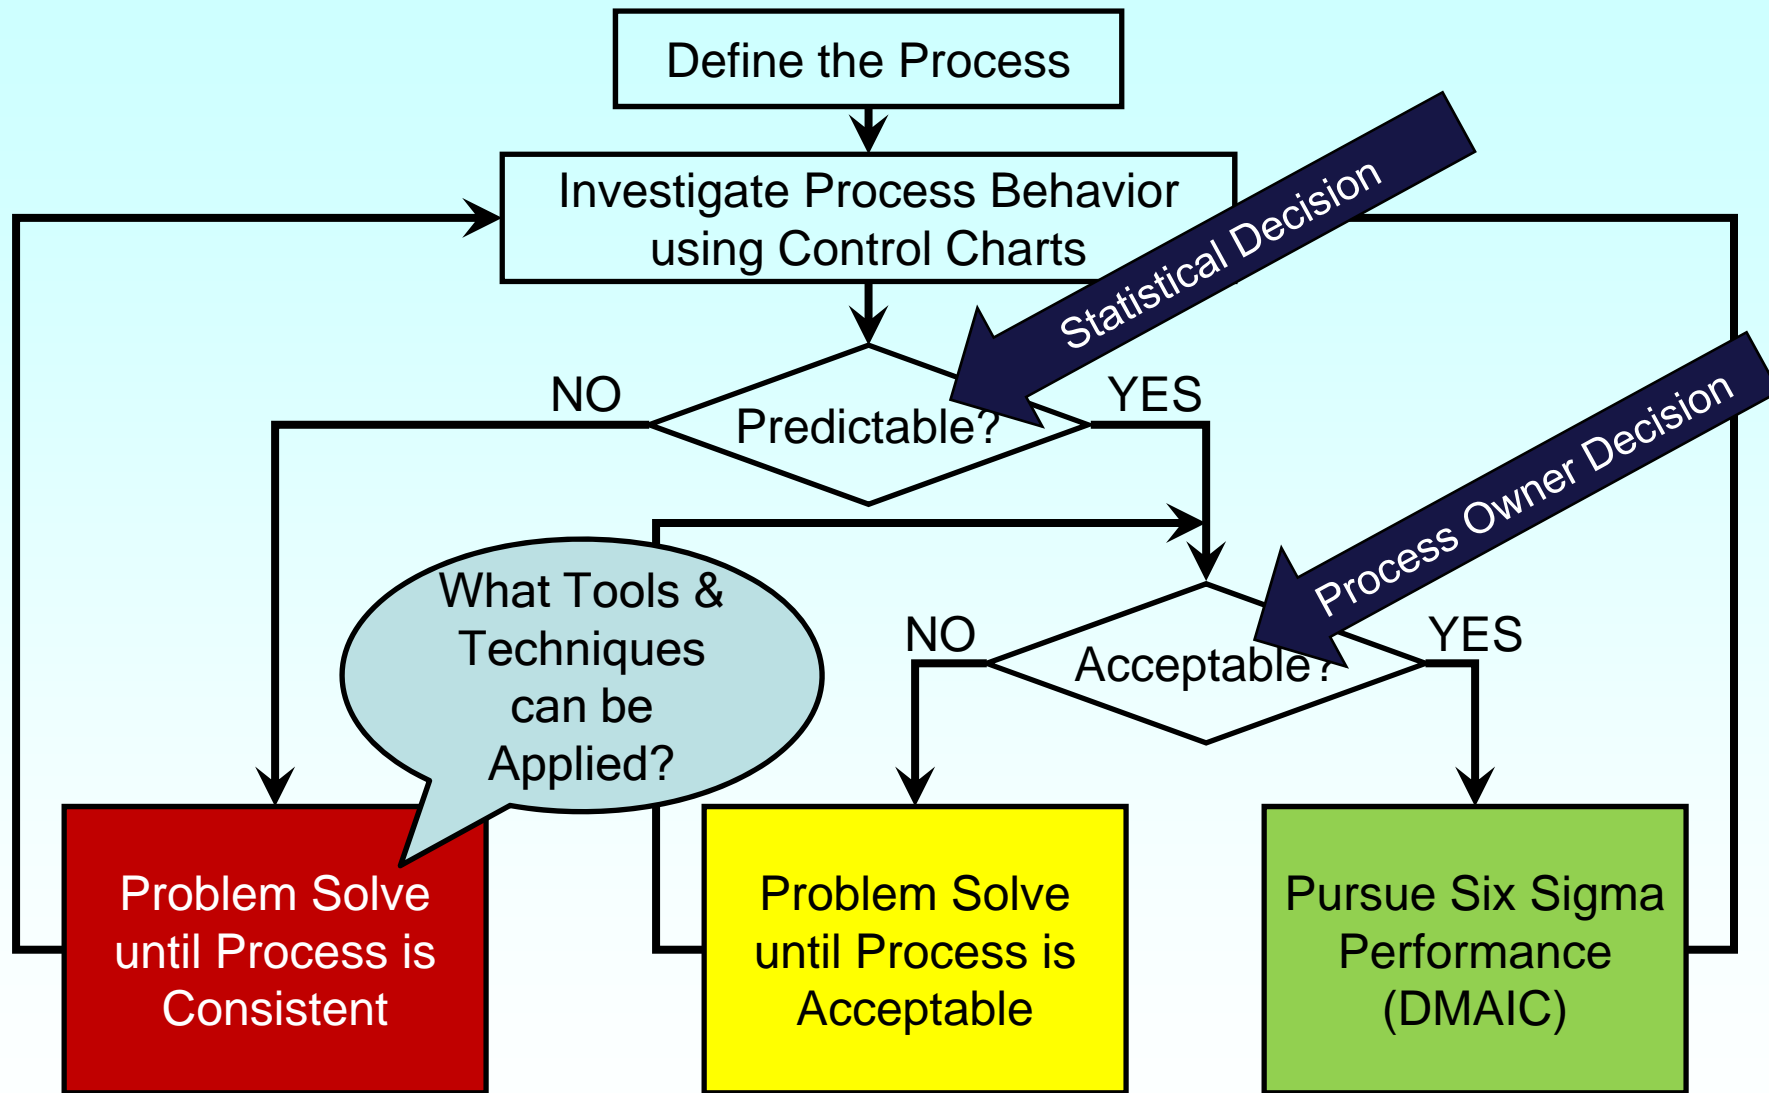 Define the Process
Investigate Process Behavior
using Control Charts
Statistical Decision
NO
YES
Predictable?
Process Owner Decision
What Tools &
Techniques
can be
Applied?
NO
YES
Acceptable?
Problem Solve
until Process is
Consistent
Problem Solve
until Process is
Acceptable
Pursue Six Sigma
Performance
(DMAIC)